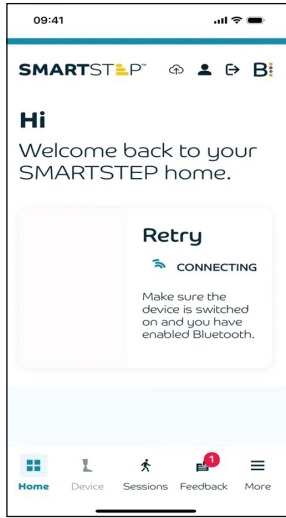 09:41
SMARTSTEP™
B
Hi
Welcome back to your
SMARTSTEP home.
Retry
CONNECTING
Make sure the
device is switched
on and you have
enabled Bluetooth.
1
Home Device Sessions Feedback More